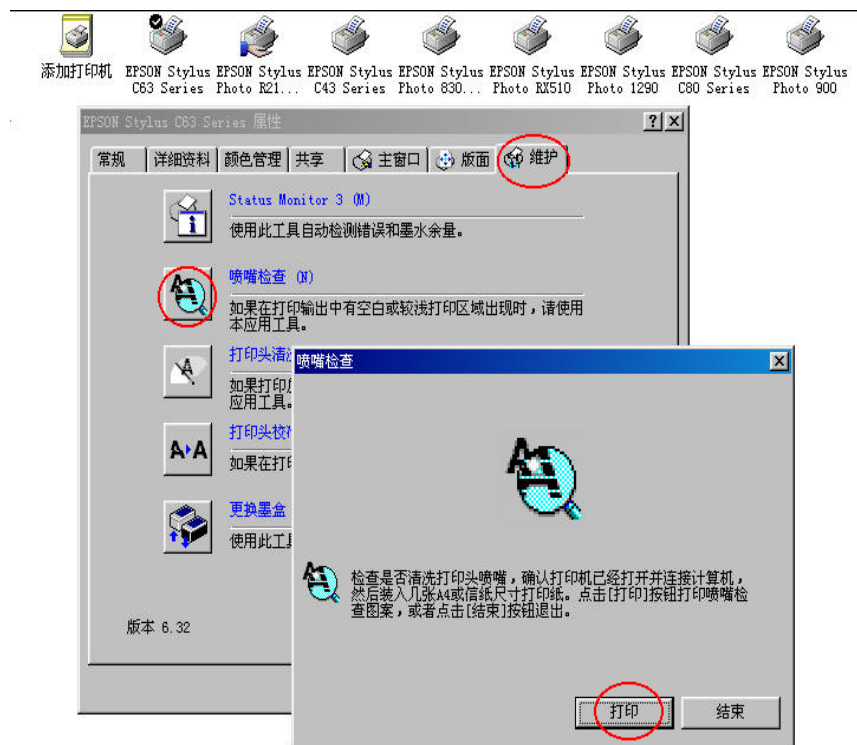 添加打印机 EPSON Stylus EPSON Stylus EPSON Stylus EPSON Stylus EPSON Stylus EPSON Stylus EPSON Stylus EPSON Stylus
C63 Series Photo R21... C43 Series Photo 830... Photo RX510 Photo 1290 C80 Series Photo 900
EPSON Stylus C63 Series 属性
常规 详细资料 颜色管理 共享 主窗口 版面 维护
Status Monitor 3 (M)
使用此工具自动检测错误和墨水余量。
喷嘴检查 (N)
如果在打印输出中有空白或较浅打印区域出现时，请使用
本应用工具。
打印头清
如果打印
应用工具。
打印头校
如果在打
更换墨盒
使用此工
版本 6.32
喷嘴检查
检查是否清洗打印头喷嘴，确认打印机已经打开并连接计算机，
然后装入几张A4或信纸尺寸打印纸。点击[打印]按钮打印喷嘴检
查图案，或者点击[结束]按钮退出。
打印 结束